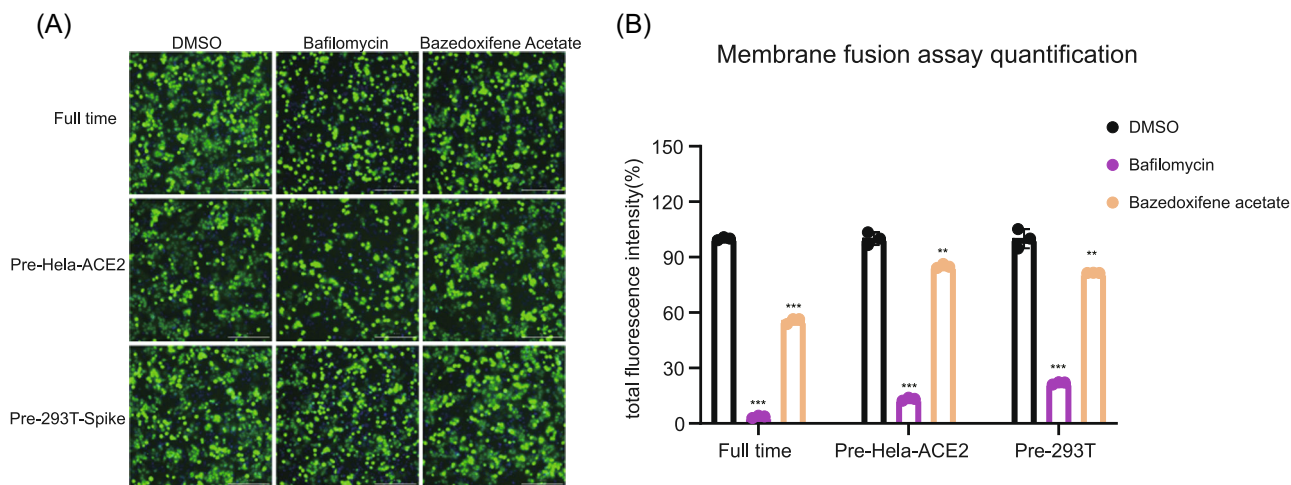 (A)
DMSO Bafilomycin Bazedoxifene Acetate
Full time
Pre-Hela-ACE2
Pre-293T-Spike
(B)
Membrane fusion assay quantification
DMSO
Bafilomycin
Bazedoxifene acetate
total fluorescence intensity(%)
150
120
90
60
30
0
***
***
***
**
***
**
Full time Pre-Hela-ACE2 Pre-293T